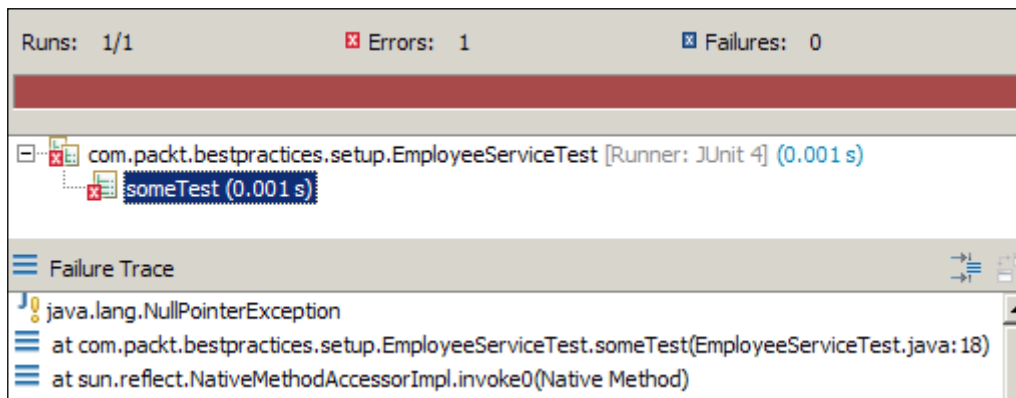 Runs: 1/1 Errors: 1 Failures: 0
com.packt.bestpractices.setup.EmployeeServiceTest [Runner: JUnit 4] (0.001 s)
someTest (0.001 s)
Failure Trace
java.lang.NullPointerException
at com.packt.bestpractices.setup.EmployeeServiceTest.someTest(EmployeeServiceTest.java:18)
at sun.reflect.NativeMethodAccessorImpl.invoke0(Native Method)